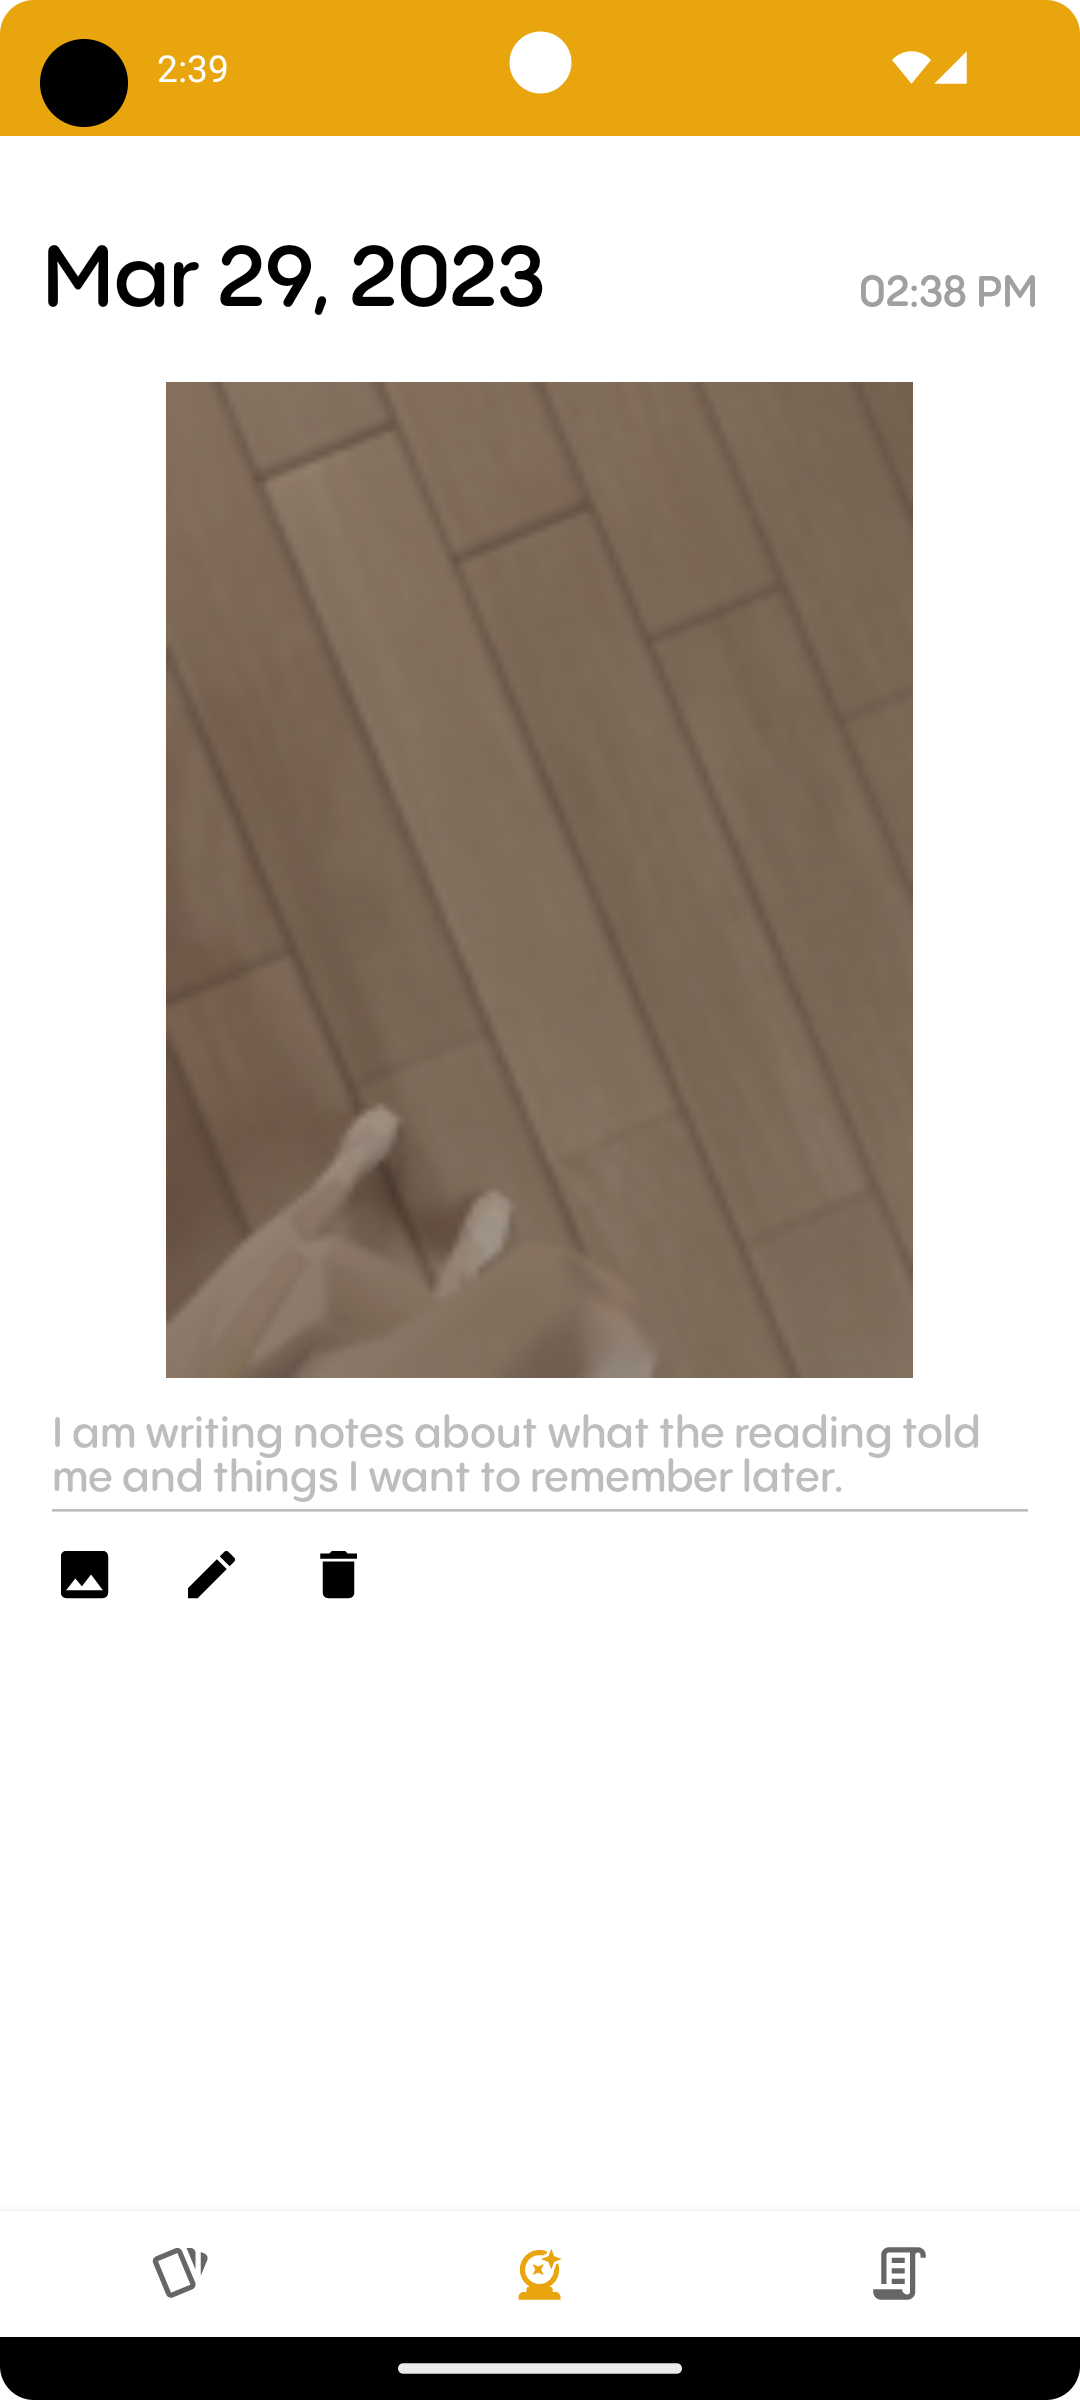 2:39
Mar 29, 2023
02:38 PM
I am writing notes about what the reading told
me and things I want to remember later.